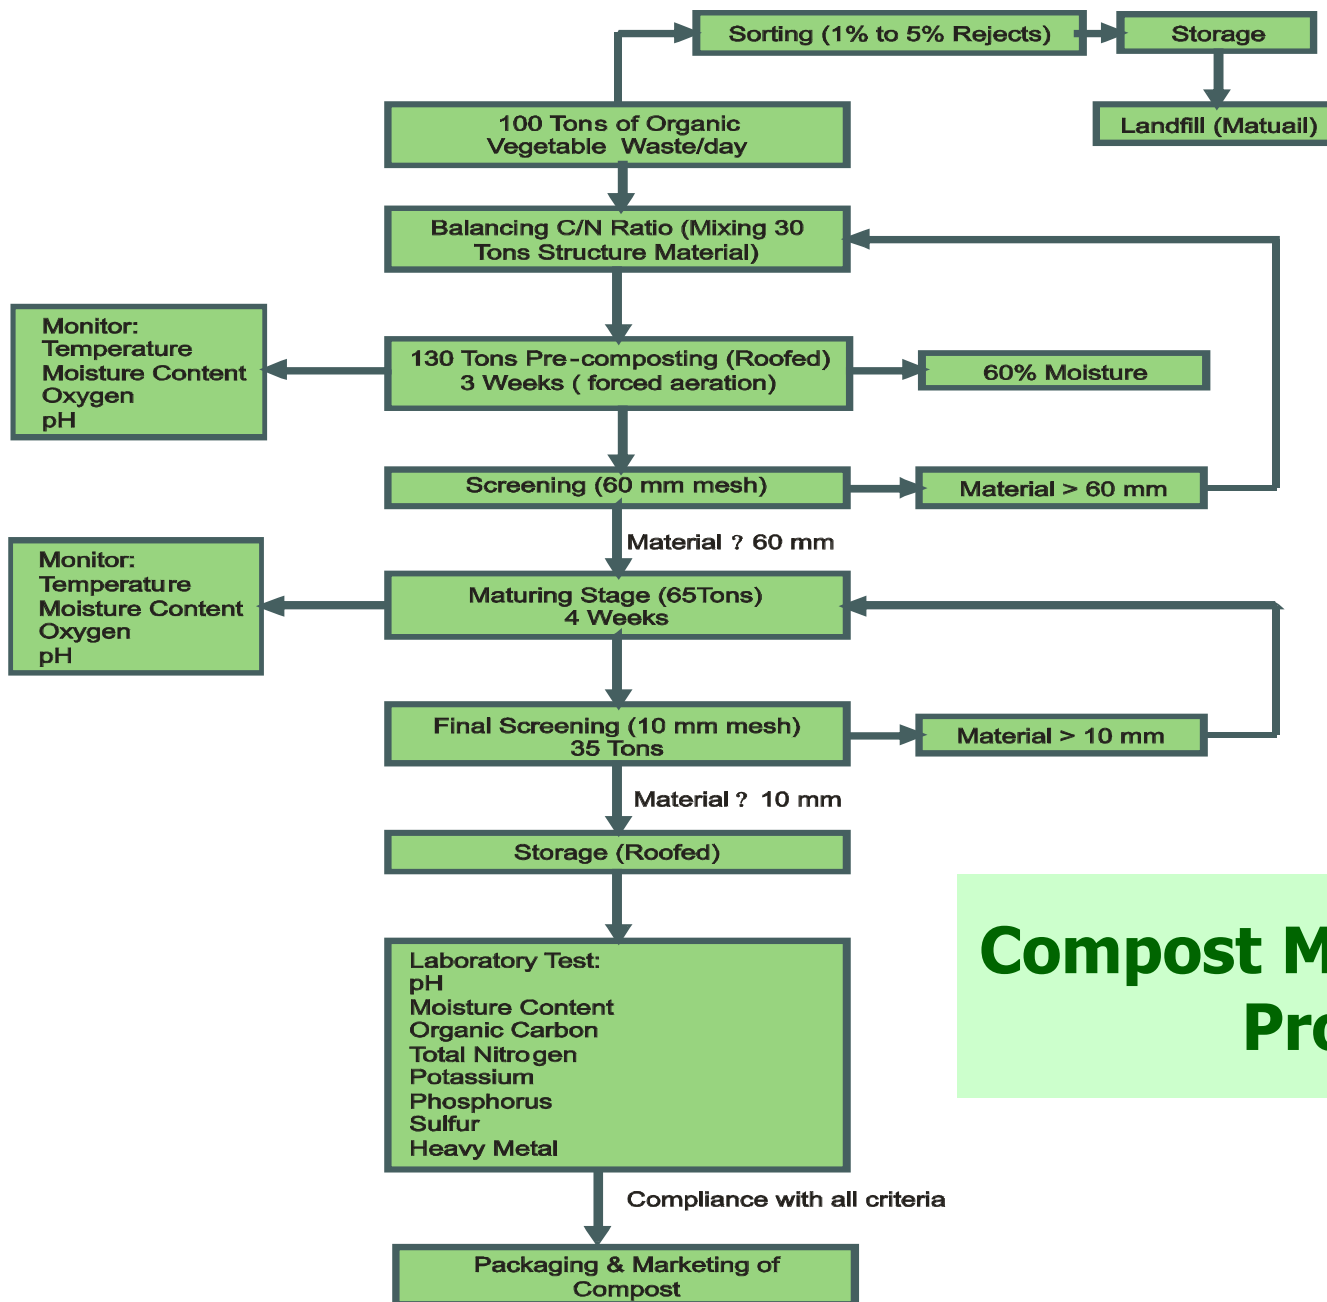 Sorting (1% to 5% Rejects)
Storage
Landfill (Matuail)
100 Tons of Organic
Vegetable Waste/day
Balancing C/N Ratio (Mixing 30
Tons Structure Material)
Monitor:
Temperature
Moisture Content
Oxygen
pH
130 Tons Pre-composting (Roofed)
3 Weeks ( forced aeration)
60% Moisture
Screening (60 mm mesh)
Material > 60 mm
Material ? 60 mm
Monitor:
Temperature
Moisture Content
Oxygen
pH
Maturing Stage (65Tons)
4 Weeks
Final Screening (10 mm mesh)
35 Tons
Material > 10 mm
Material ? 10 mm
Storage (Roofed)
Laboratory Test:
pH
Moisture Content
Organic Carbon
Total Nitrogen
Potassium
Phosphorus
Sulfur
Heavy Metal
Compost M
Pro
Compliance with all criteria
Packaging & Marketing of
Compost